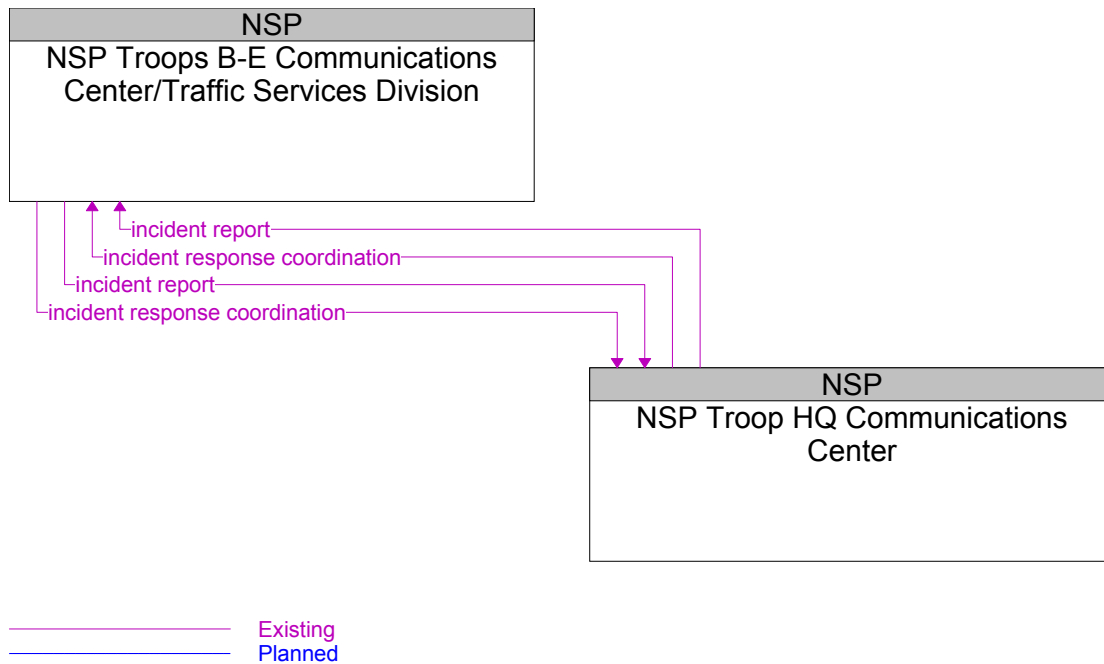 NSP
NSP Troops B-E Communications
Center/Traffic Services Division
incident report
incident response coordination
incident report
incident response coordination
NSP
NSP Troop HQ Communications
Center
Existing
Planned